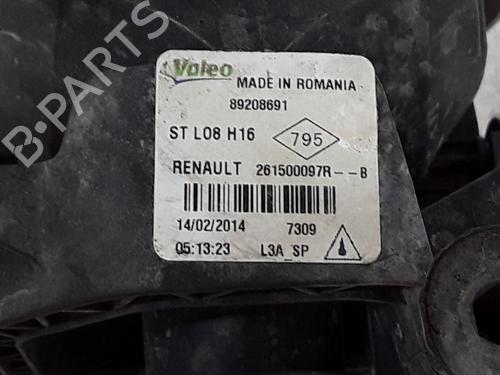 B-PARTS
Valeo
MADE IN ROMANIA
89208691
ST L08 H16
795
RENAULT 261500097R--B
14/02/2014 7309
05:13:23 L3A_SP